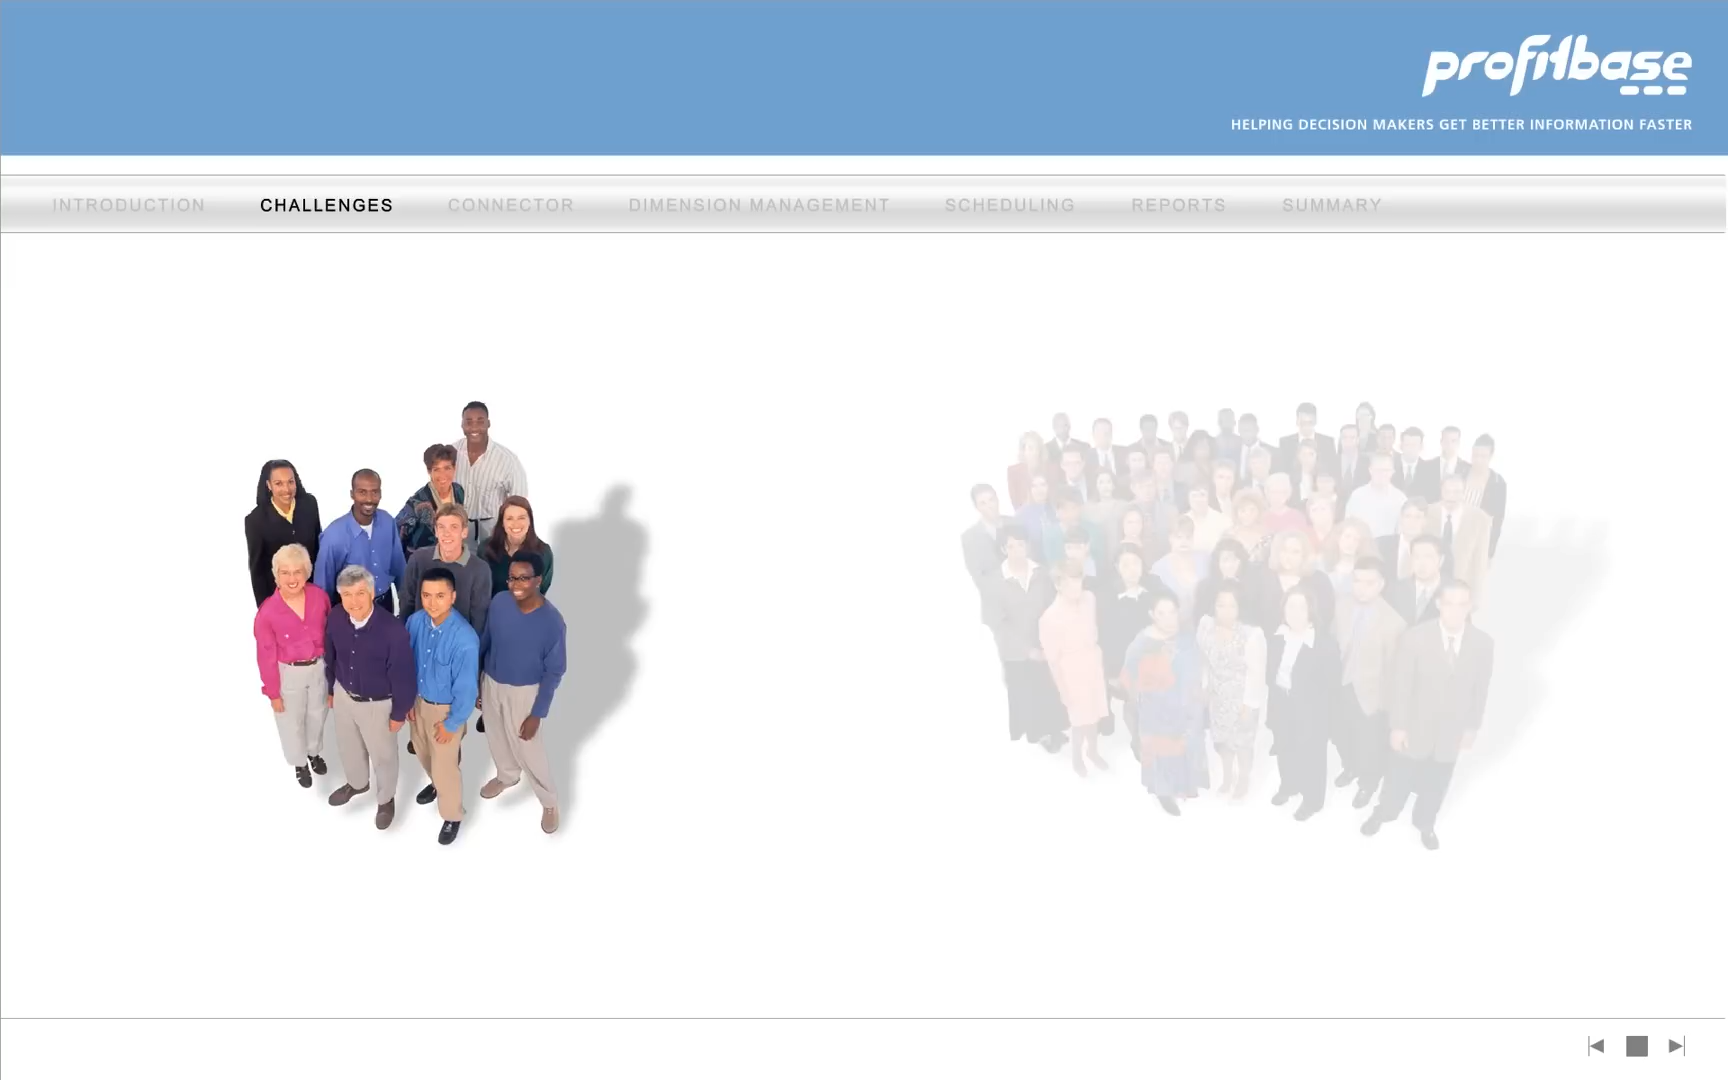 profitbase
HELPING DECISION MAKERS GET BETTER INFORMATION FASTER
INTRODUCTION CHALLENGES CONNECTOR DIMENSION MANAGEMENT SCHEDULING REPORTS SUMMARY